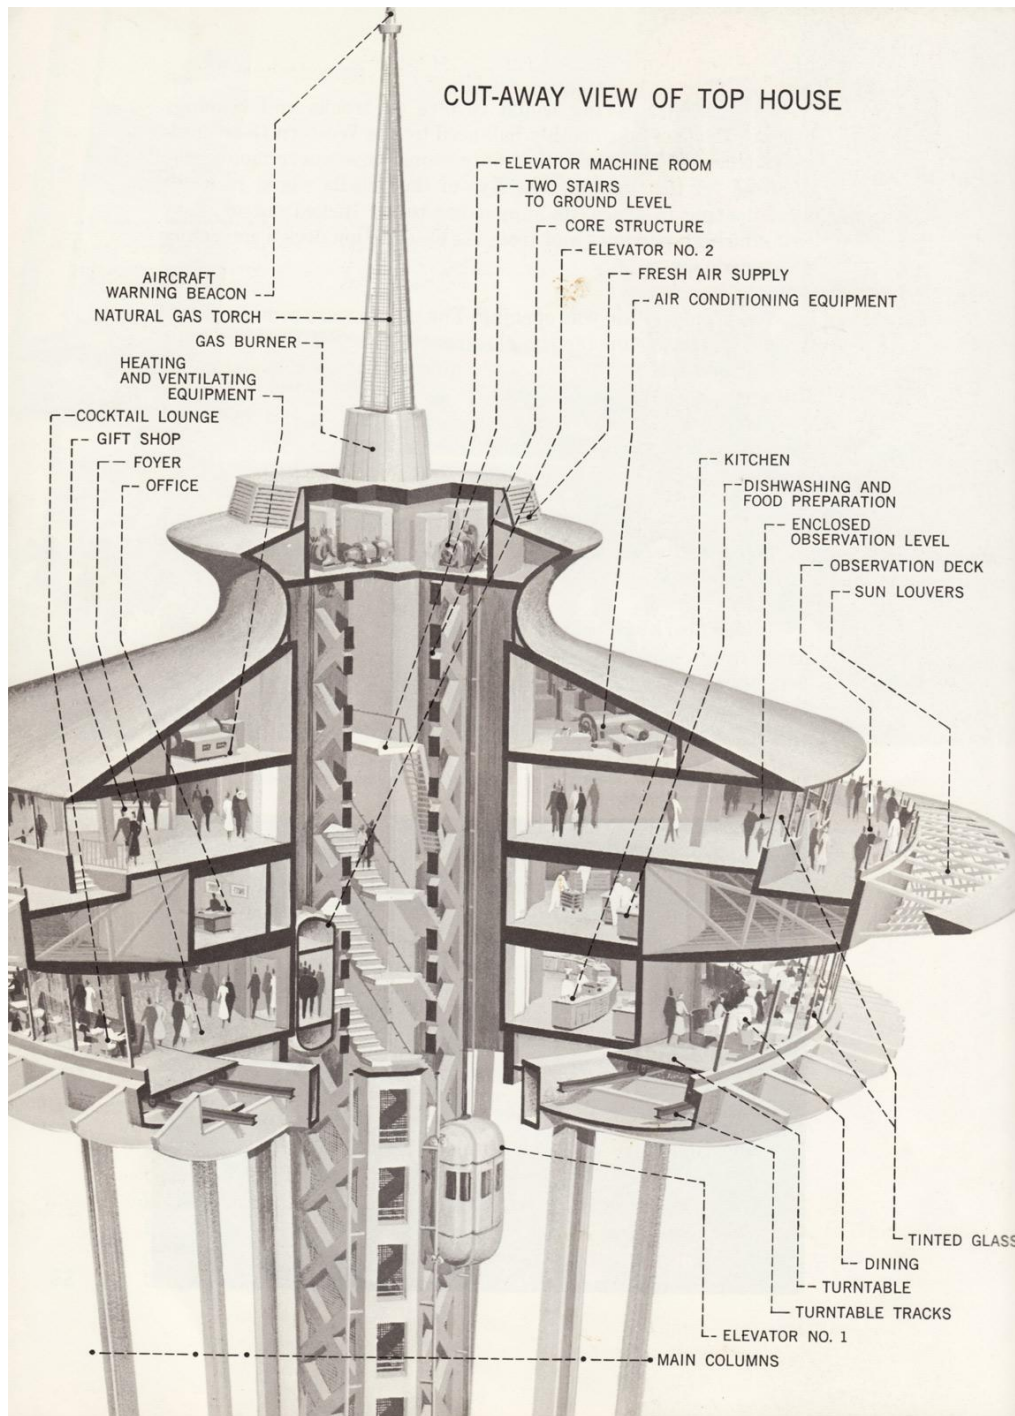 CUT-AWAY VIEW OF TOP HOUSE
ELEVATOR MACHINE ROOM
TWO STAIRS
TO GROUND LEVEL
CORE STRUCTURE
ELEVATOR NO. 2
FRESH AIR SUPPLY
AIR CONDITIONING EQUIPMENT
AIRCRAFT
WARNING BEACON
NATURAL GAS TORCH
GAS BURNER
HEATING
AND VENTILATING
EQUIPMENT
COCKTAIL LOUNGE
GIFT SHOP
FOYER
OFFICE
KITCHEN
DISHWASHING AND
FOOD PREPARATION
ENCLOSED
OBSERVATION LEVEL
OBSERVATION DECK
SUN LOUVERS
TINTED GLASS
DINING
TURNTABLE
TURNTABLE TRACKS
ELEVATOR NO. 1
MAIN COLUMNS